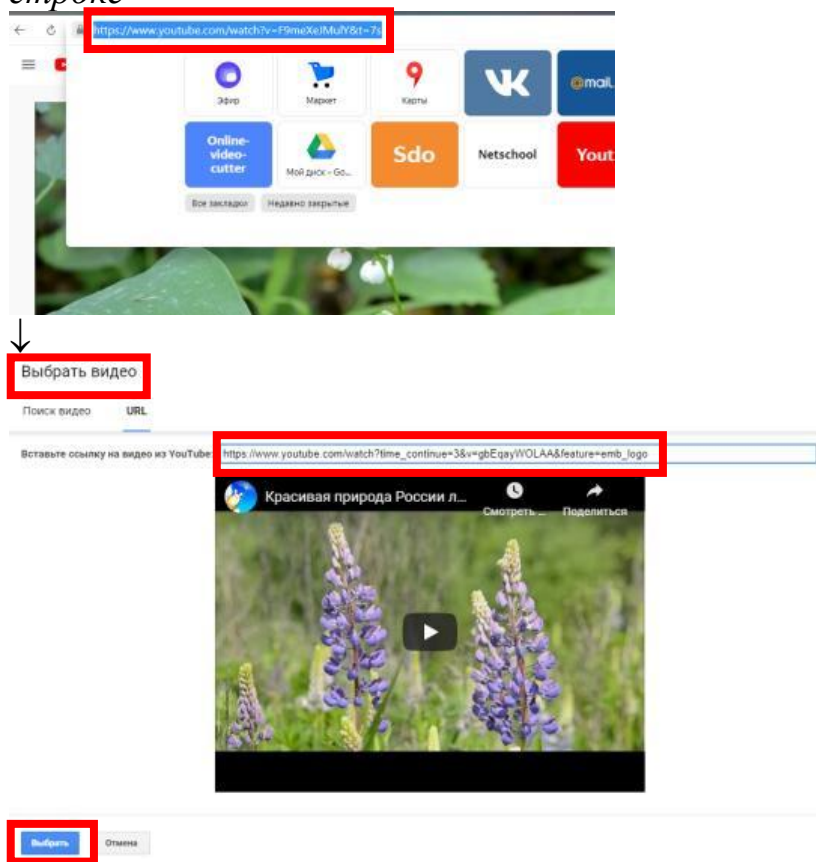 строке
https://www.youtube.com/watch?v=F9meXeJMulY&t=7s
Эфир
Маркет
Карты
@mail.
Online-
video-
cutter
Мой диск – Go...
Sdo
Netschool
Yout
Все закладки
Недавно закрытые
↓
Выбрать видео
Поиск видео
URL
Вставьте ссылку на видео из YouTube:
https://www.youtube.com/watch?time_continue=3&v=gbEqayWOLAA&feature=emb_logo
Красивая природа России л...
Смотреть ...
Поделиться
Выбрать
Отмена